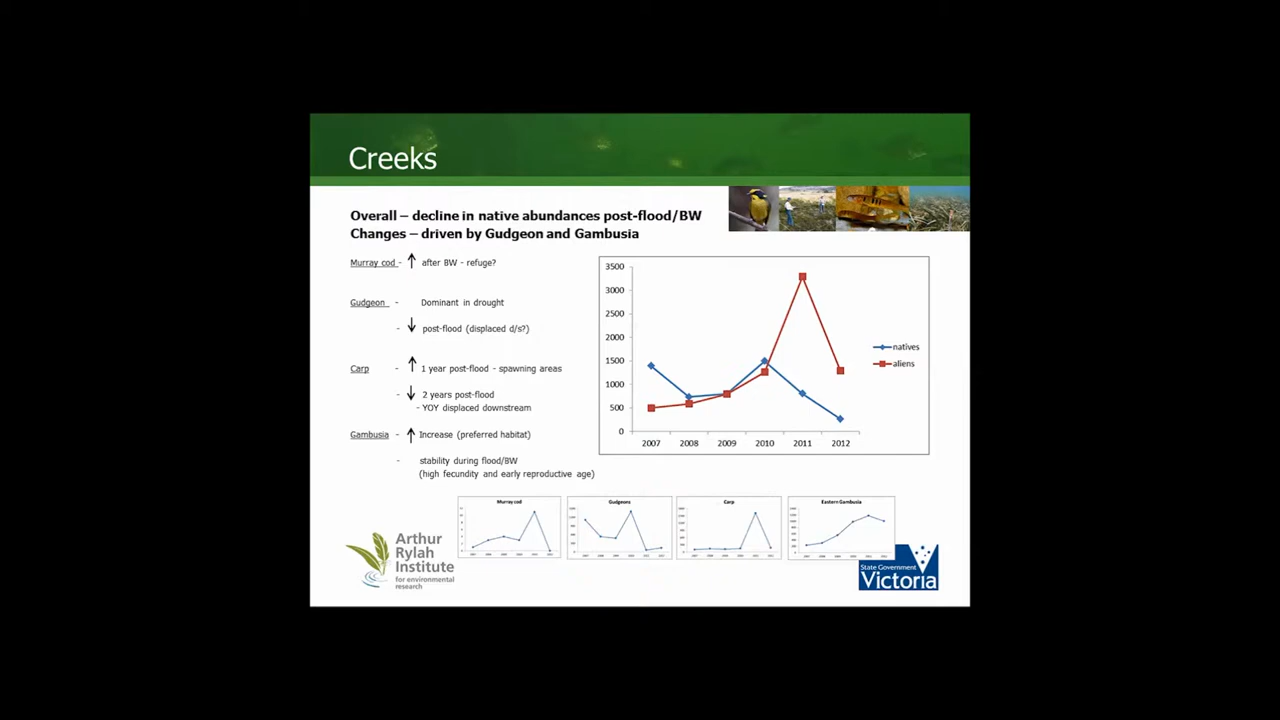 Creeks
Overall – decline in native abundances post-flood/BW
Changes – driven by Gudgeon and Gambusia
Murray cod - after BW - refuge?
Gudgeon - Dominant in drought
- post-flood (displaced d/s?)
Carp - 1 year post-flood - spawning areas
- 2 years post-flood
- YOY displaced downstream
Gambusia - Increase (preferred habitat)
- stability during flood/BW
(high fecundity and early reproductive age)
3500
3000
2500
2000
1500
1000
500
0
2007 2008 2009 2010 2011 2012
natives
aliens
Murray cod
Gudgeons
Carp
Eastern Gambusia
Arthur
Rylah
Institute
for environmental
research
State Government
Victoria